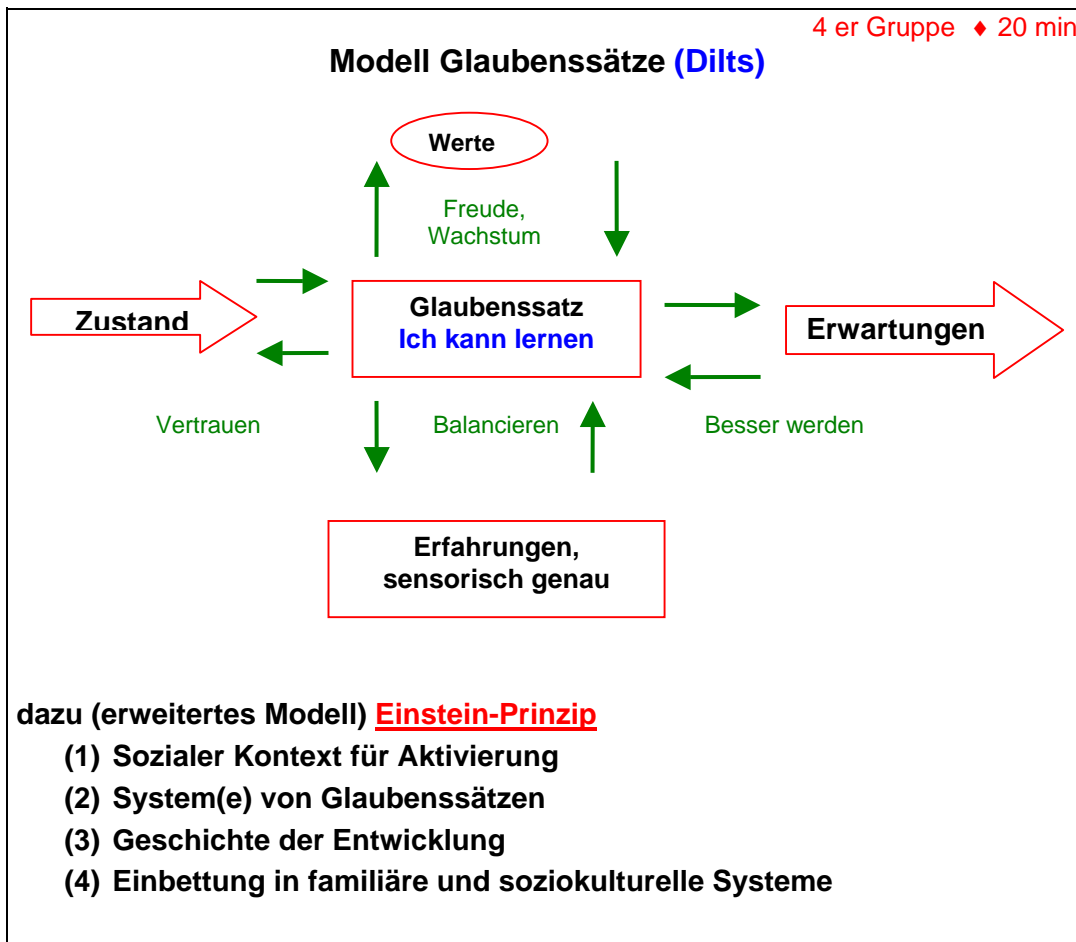 4 er Gruppe ♦ 20 min
Modell Glaubenssätze (Dilts)
Werte
Freude,
Wachstum
Zustand
Glaubenssatz
Ich kann lernen
Erwartungen
Vertrauen
Balancieren
Besser werden
Erfahrungen,
sensorisch genau
dazu (erweitertes Modell) Einstein-Prinzip
(1) Sozialer Kontext für Aktivierung
(2) System(e) von Glaubenssätzen
(3) Geschichte der Entwicklung
(4) Einbettung in familiäre und soziokulturelle Systeme